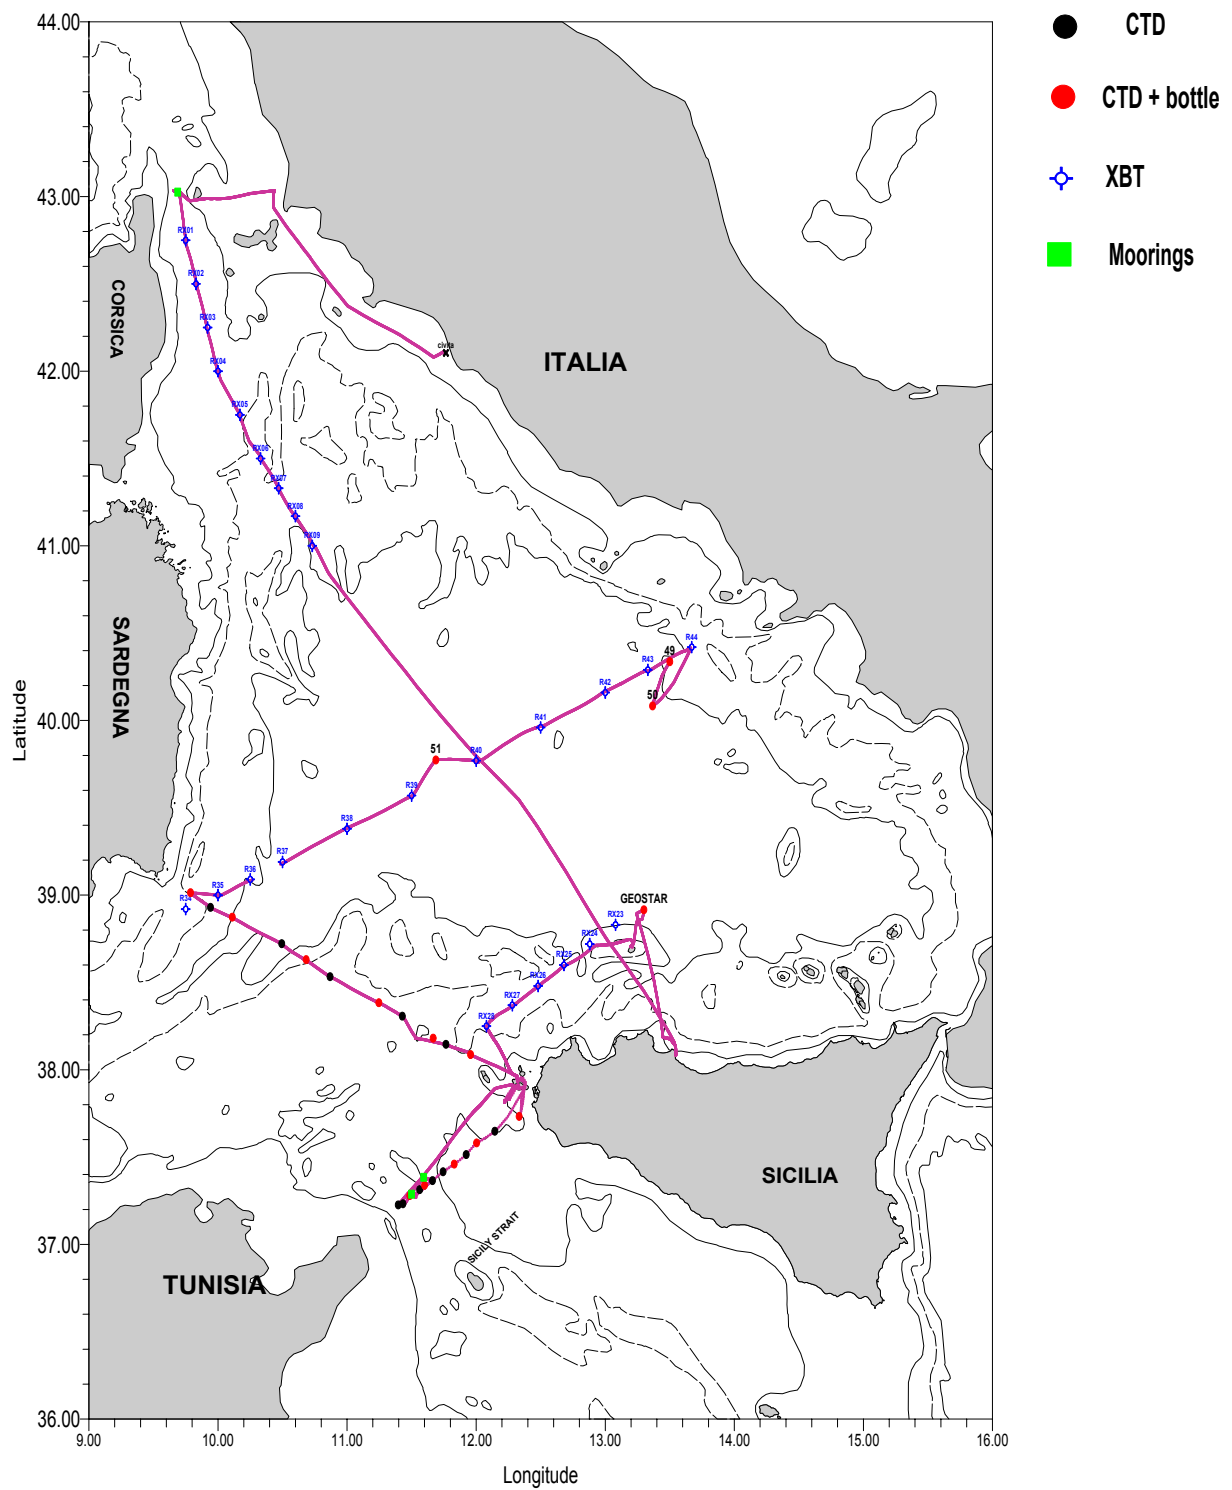 44.00
CTD
CTD + bottle
XBT
43.00
RX01
Moorings
RX02
CORSICA
RX03
civita
ITALIA
42.00
RX04
RX05
RX06
RX07
RX08
RX09
41.00
SARDEGNA
R44
49
R43
R42
50
Latitude
40.00
R41
51
R40
R39
R38
R37
R36
39.00
R35
R34
GEOSTAR
RX23
RX24
RX25
RX26
RX27
RX28
38.00
SICILIA
37.00
SICILY STRAIT
TUNISIA
36.00
9.00
10.00
11.00
12.00
13.00
14.00
15.00
16.00
Longitude